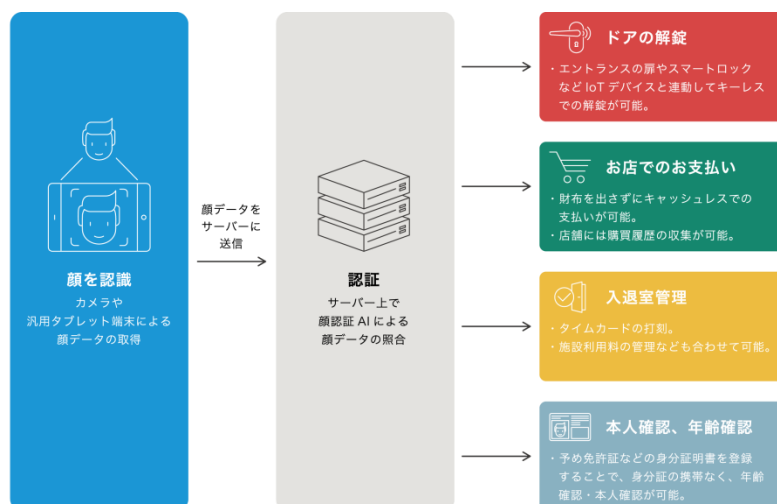 顔を認識
カメラや
汎用タブレット端末による
顔データの取得
顔データを
サーバーに
送信
認証
サーバー上で
顔認証 AI による
顔データの照合
ドアの解錠
・エントランスの扉やスマートロック
など IoT デバイスと連動してキーレス
での解錠が可能。
お店でのお支払い
・財布を出さずにキャッシュレスでの
支払いが可能。
・店舗には購買履歴の収集が可能。
入退室管理
・タイムカードの打刻。
・施設利用料の管理なども合わせて可能。
本人確認、年齢確認
・予め免許証などの身分証明書を登録
することで、身分証の携帯なく、年齢
確認・本人確認が可能。